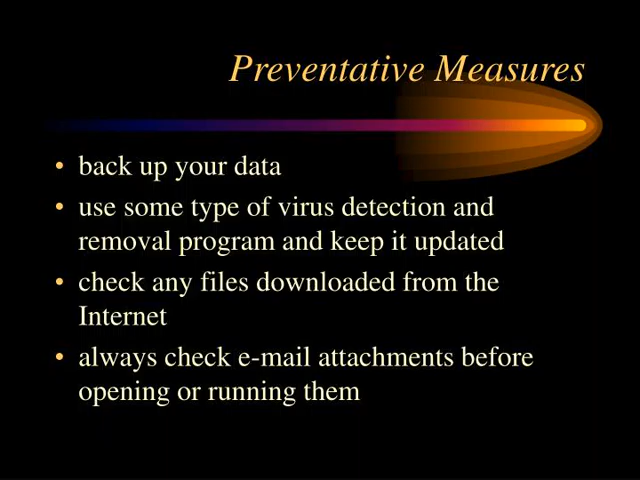 Preventative Measures
• back up your data
• use some type of virus detection and
removal program and keep it updated
• check any files downloaded from the
Internet
• always check e-mail attachments before
opening or running them